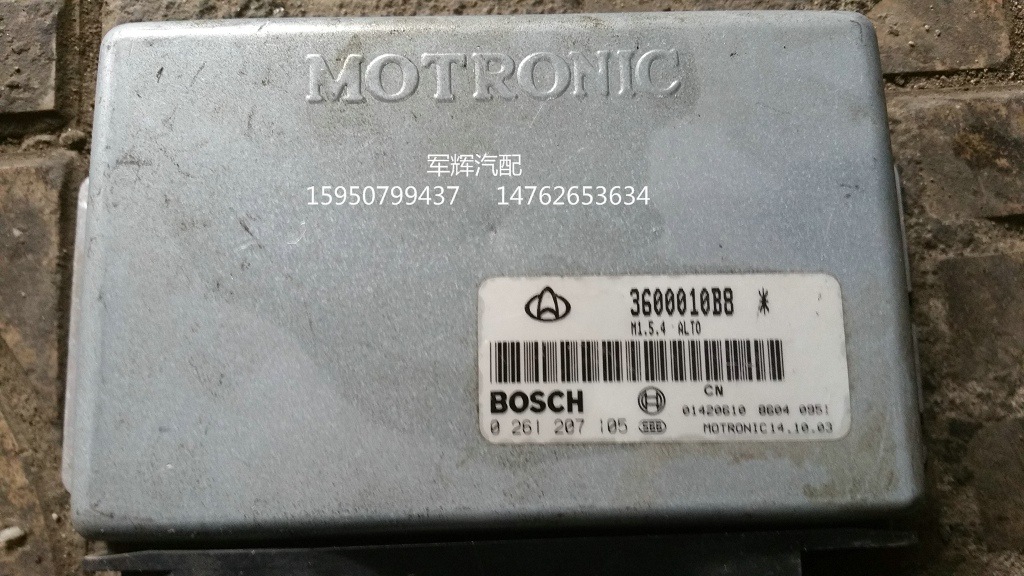 MOTRONIC
军辉汽配
15950799437 14762653634
3600010B8
M1.5.4 ALTO
CN
BOSCH
01420610 8604 0951
0 261 207 105
MOTRONIC14.10.03